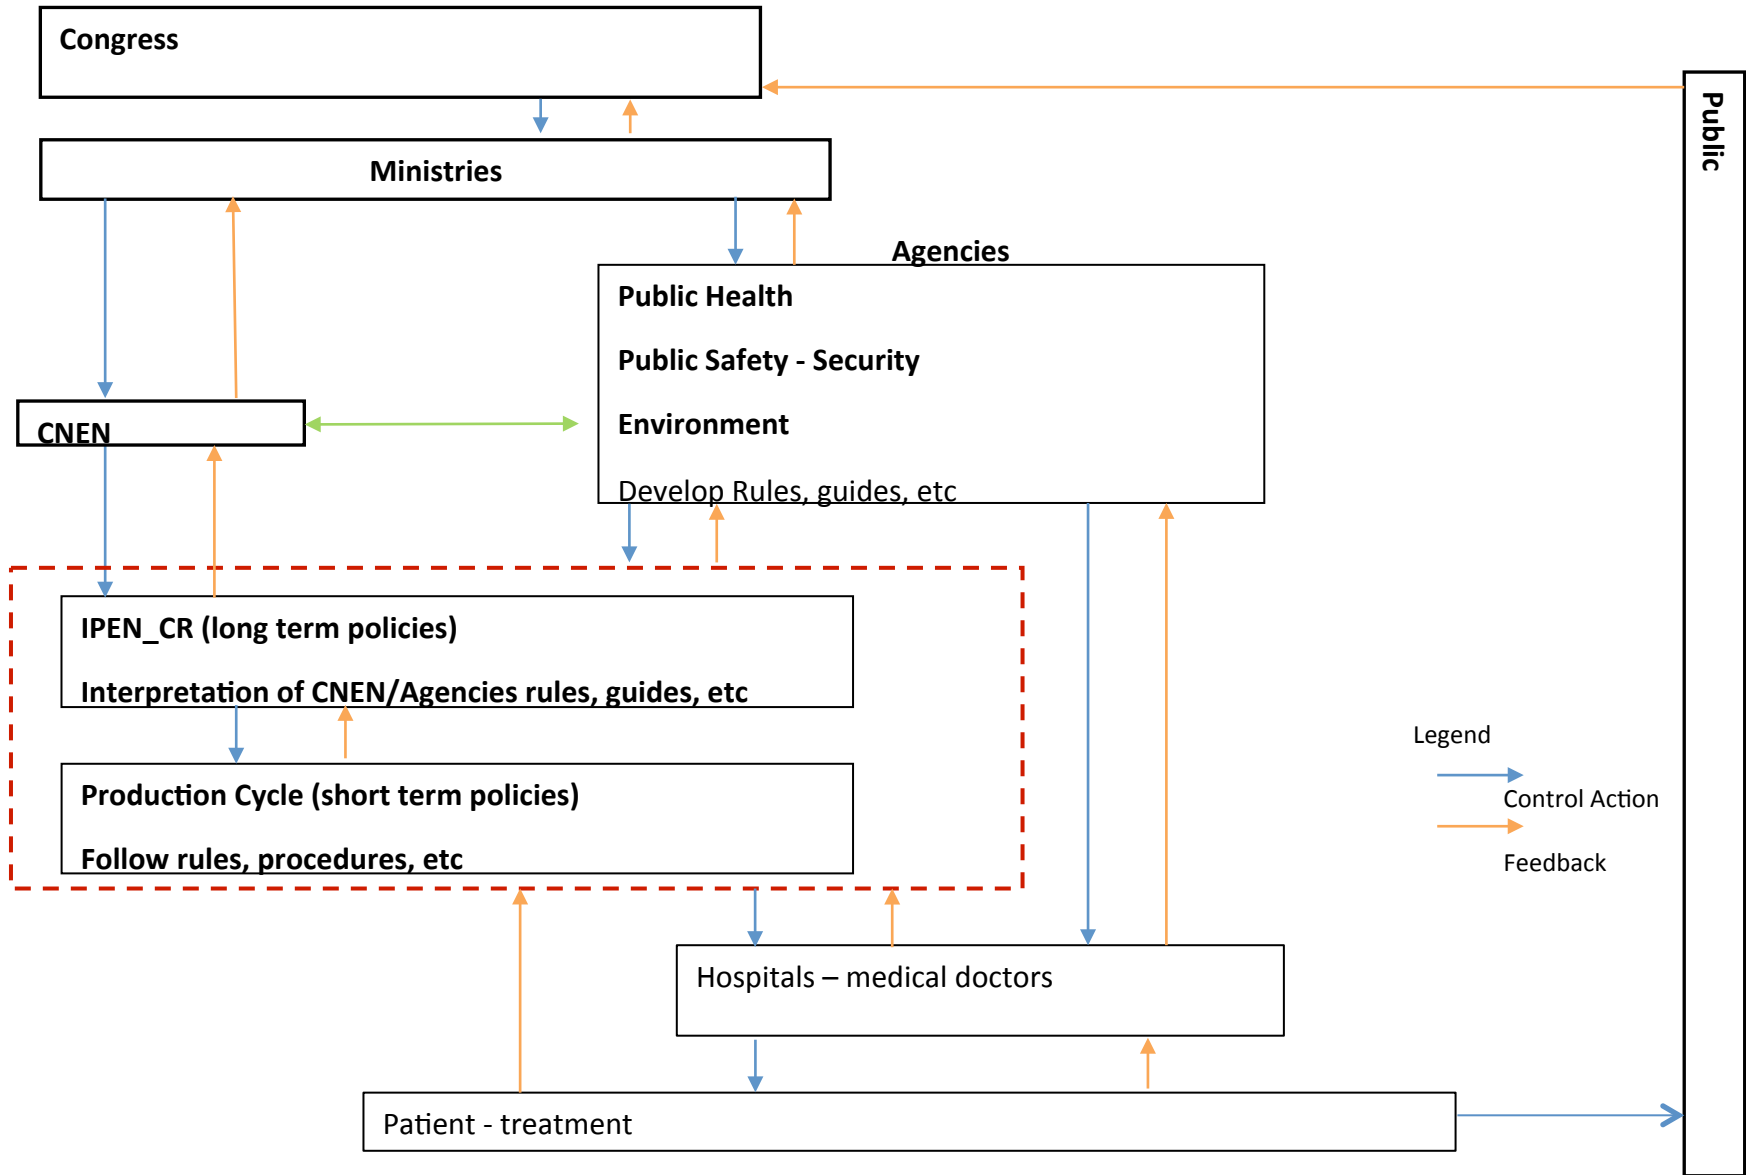 Congress
Public
Ministries
Agencies
Public Health
Public Safety - Security
Environment
Develop Rules, guides, etc
CNEN
IPEN_CR (long term policies)
Interpretation of CNEN/Agencies rules, guides, etc
Production Cycle (short term policies)
Follow rules, procedures, etc
Legend
Control Action
Feedback
Hospitals – medical doctors
Patient - treatment